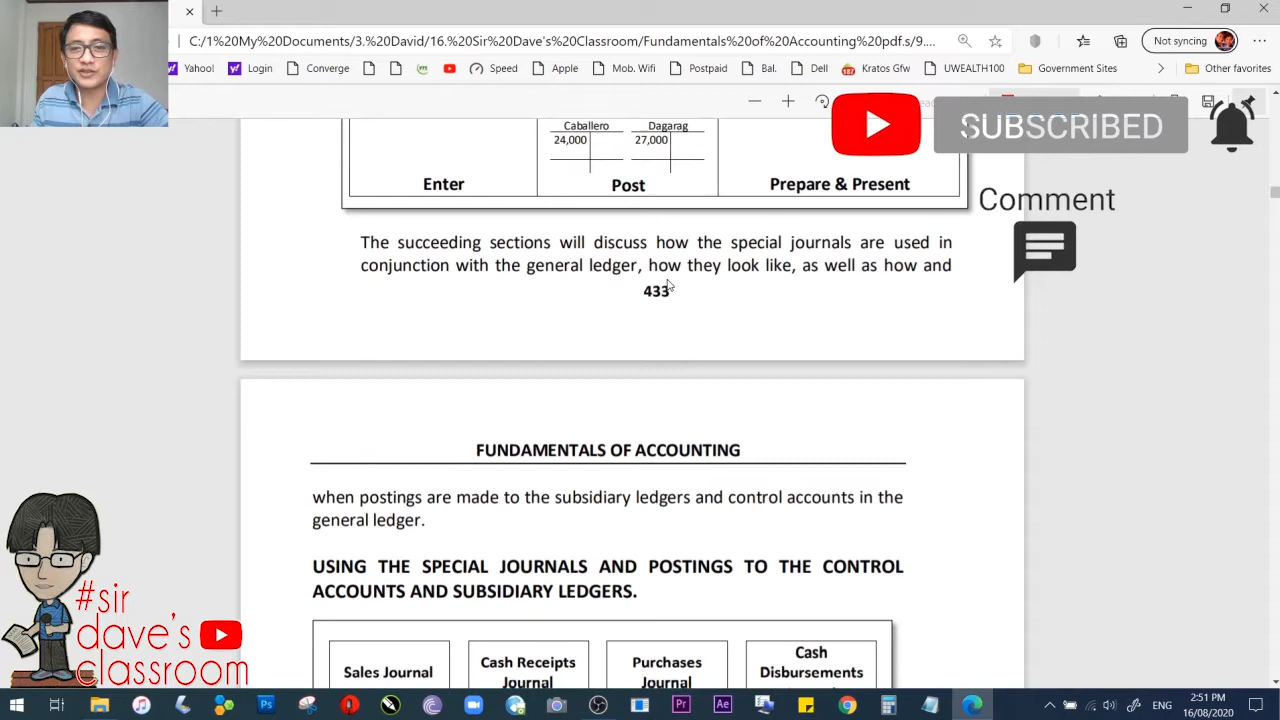 C:/1%20My%20Documents/3.%20David/16.%20Sir%20Dave's%20Classroom/Fundamentals%20of%20Accounting%20pdf.s/9....
Not syncing
Yahoo!
Login
Converge
Speed
Apple
Mob. Wifi
Postpaid
Bal.
Dell
Kratos Gfw
UWEALTH100
Government Sites
Other favorites
SUBSCRIBED
Comment
Caballero
Dagarag
24,000
27,000
Enter
Post
Prepare & Present
The succeeding sections will discuss how the special journals are used in
conjunction with the general ledger, how they look like, as well as how and
433
FUNDAMENTALS OF ACCOUNTING
when postings are made to the subsidiary ledgers and control accounts in the
general ledger.
USING THE SPECIAL JOURNALS AND POSTINGS TO THE CONTROL
ACCOUNTS AND SUBSIDIARY LEDGERS.
Sales Journal
Cash Receipts
Journal
Purchases
Journal
Cash
Disbursements
#sir
dave's
classroom
ENG
2:51 PM
16/08/2020